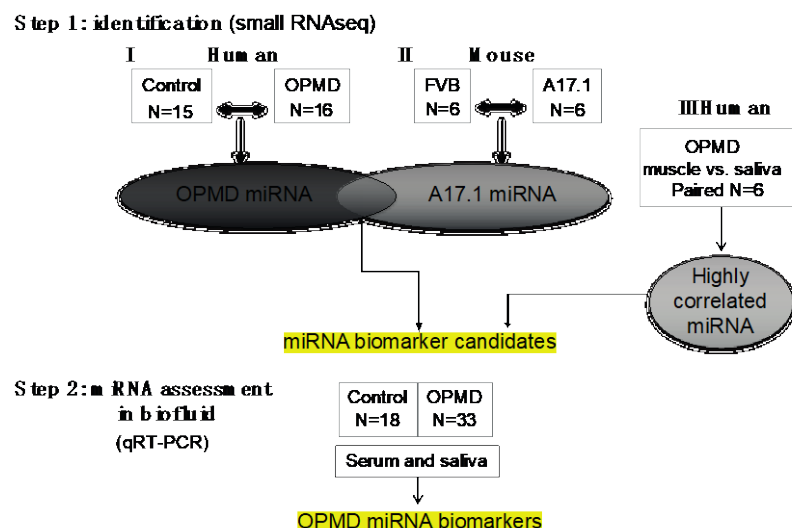 Step 1: identification (small RNAseq)
I Human II Mouse
Control
N=15
OPMD
N=16
FVB
N=6
A17.1
N=6
III Human
OPMD
muscle vs. saliva
Paired N=6
OPMD miRNA
A17.1 miRNA
Highly
correlated
miRNA
miRNA biomarker candidates
Step 2: miRNA assessment
in biofluid
(qRT-PCR)
Control
N=18
OPMD
N=33
Serum and saliva
OPMD miRNA biomarkers